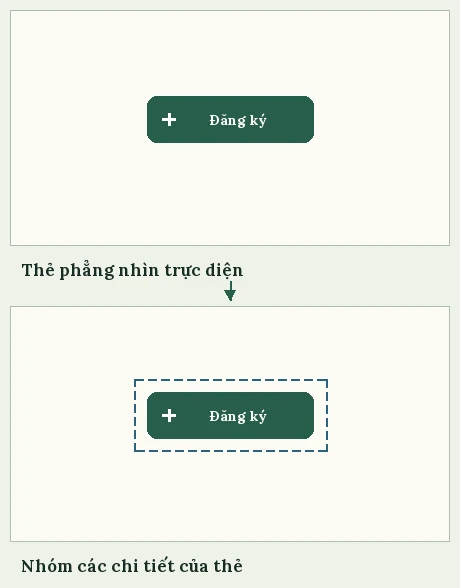 Đăng ký
Thẻ phẳng nhìn trực diện
Đăng ký
Nhóm các chi tiết của thẻ